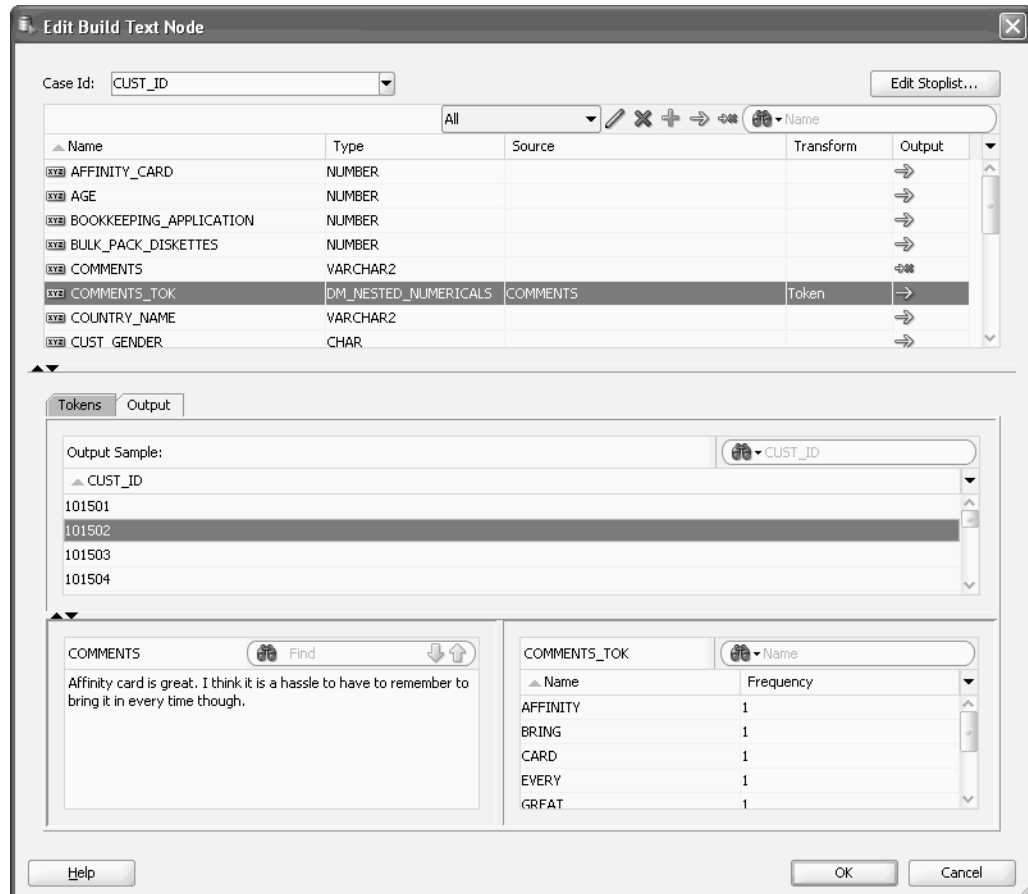 Edit Build Text Node
Case Id: CUST_ID Edit Stoplist...
All Name
Name Type Source Transform Output
AFFINITY_CARD NUMBER
AGE NUMBER
BOOKKEEPING_APPLICATION NUMBER
BULK_PACK_DISKETTES NUMBER
COMMENTS VARCHAR2
COMMENTS_TOK DM_NESTED_NUMERICALS COMMENTS Token
COUNTRY_NAME VARCHAR2
CUST_GENDER CHAR
Tokens Output
Output Sample: CUST_ID
CUST_ID
101501
101502
101503
101504
COMMENTS Find
Affinity card is great. I think it is a hassle to have to remember to
bring it in every time though.
COMMENTS_TOK Name
Name Frequency
AFFINITY 1
BRING 1
CARD 1
EVERY 1
GREAT 1
Help OK Cancel